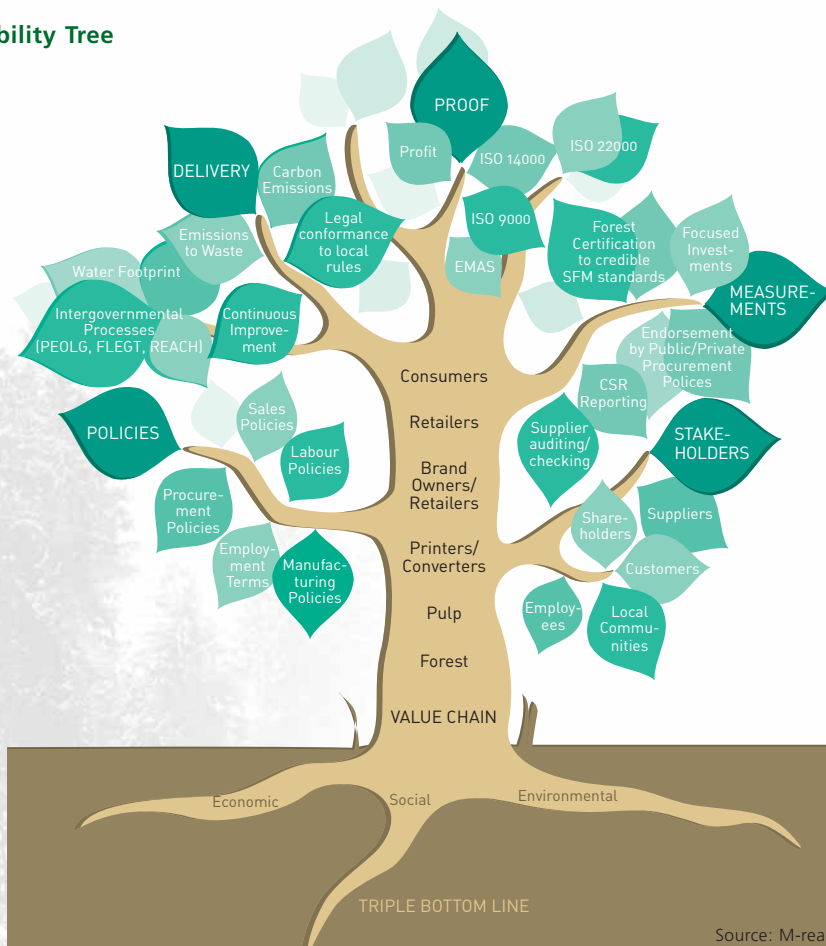 bility Tree
PROOF
Profit
ISO 14000
ISO 22000
DELIVERY
Carbon
Emissions
Legal
conformance
to local
rules
ISO 9000
EMAS
Forest
Certification
to credible
SFM standards
Focused
Invest-
ments
Emissions
to Waste
Water Footprint
Intergovernmental
Processes
(PEOLG, FLEGT, REACH)
Continuous
Improve-
ment
MEASURE-
MENTS
Endorsement
by Public/Private
Procurement
Polices
CSR
Reporting
Supplier
auditing/
checking
POLICIES
Sales
Policies
Labour
Policies
Procure-
ment
Policies
Employ-
ment
Terms
Manufac-
turing
Policies
STAKE-
HOLDERS
Share-
holders
Suppliers
Customers
Employ-
ees
Local
Commu-
nities
Consumers
Retailers
Brand
Owners/
Retailers
Printers/
Converters
Pulp
Forest
VALUE CHAIN
Economic
Social
Environmental
TRIPLE BOTTOM LINE
Source: M-rea